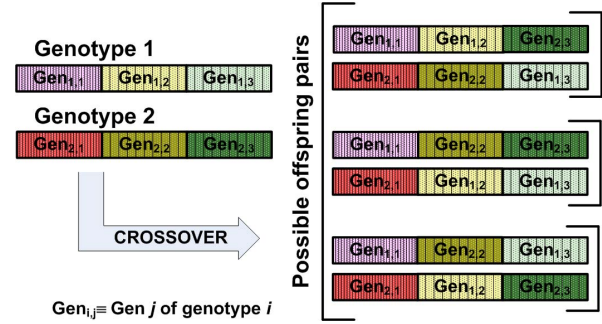 Genotype 1
Gen1,1 Gen1,2 Gen1,3
Genotype 2
Gen2,1 Gen2,2 Gen2,3
CROSSOVER
Geni,j≡ Gen j of genotype i
Possible offspring pairs
Gen1,1 Gen1,2 Gen2,3
Gen2,1 Gen2,2 Gen1,3
Gen1,1 Gen2,2 Gen2,3
Gen2,1 Gen1,2 Gen1,3
Gen1,1 Gen2,2 Gen1,3
Gen2,1 Gen1,2 Gen2,3